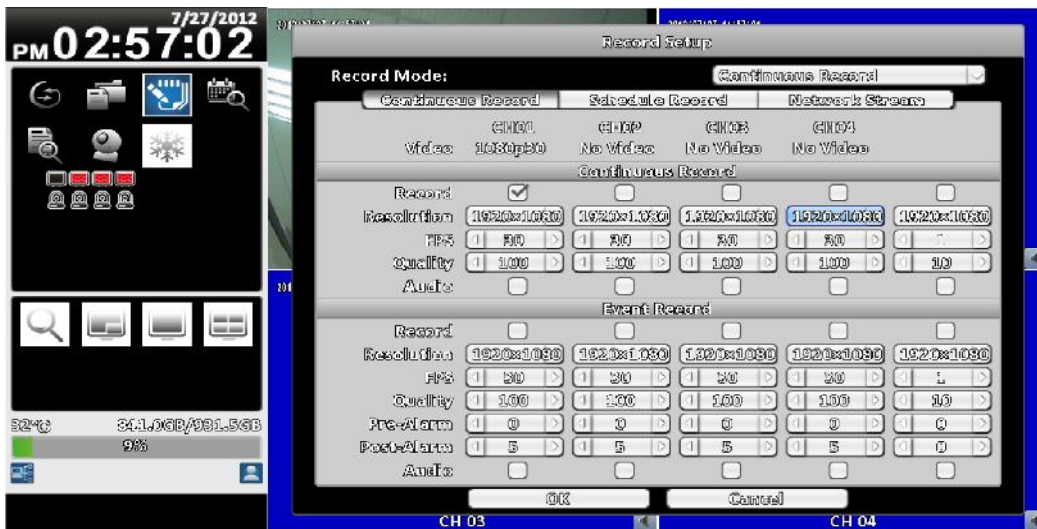 7/27/2012
PM 02:57:02
Record Setup
Record Mode: Continuous Record
Continuous Record Schedule Record Network Stream
CH01 CH02 CH03 CH04
Video 1080p30 No Video No Video No Video
Continuous Record
Record
Resolution 1920x1080 1920x1080 1920x1080 1920x1080 1920x1080
FPS 30 30 30 30 1
Quality 100 100 100 100 10
Audio
Event Record
Record
Resolution 1920x1080 1920x1080 1920x1080 1920x1080 1920x1080
FPS 30 30 30 30 1
Quality 100 100 100 100 10
Pre-Alarm 0 0 0 0 0
Post-Alarm 5 5 5 5 0
Audio
OK Cancel
32°C 841.0GB/931.5GB
9%
CH 03 CH 04